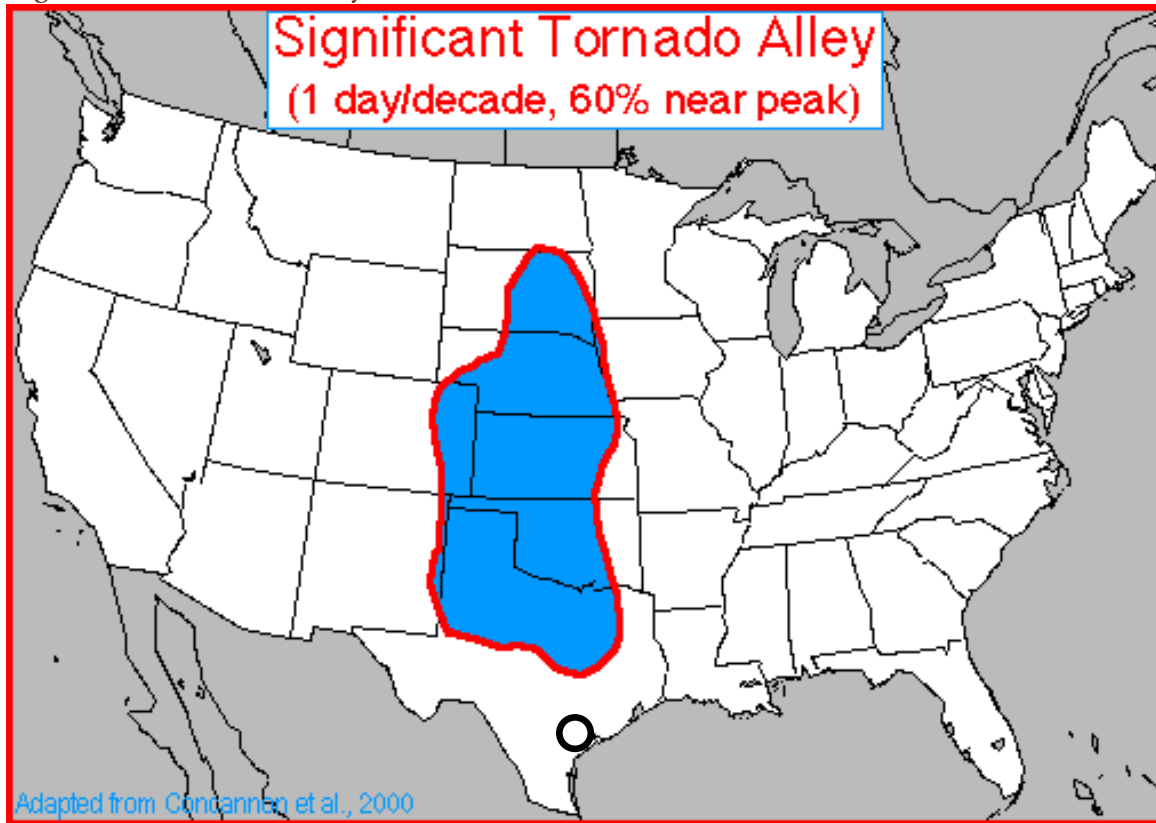 Significant Tornado Alley
(1 day/decade, 60% near peak)
Adapted from Concannon et al., 2000